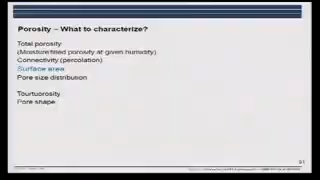 Porosity – What to characterize?
Total porosity
(Moisture filled porosity at given humidity)
Connectivity (percolation)
Surface area
Pore size distribution
Tourtuorosity
Pore shape